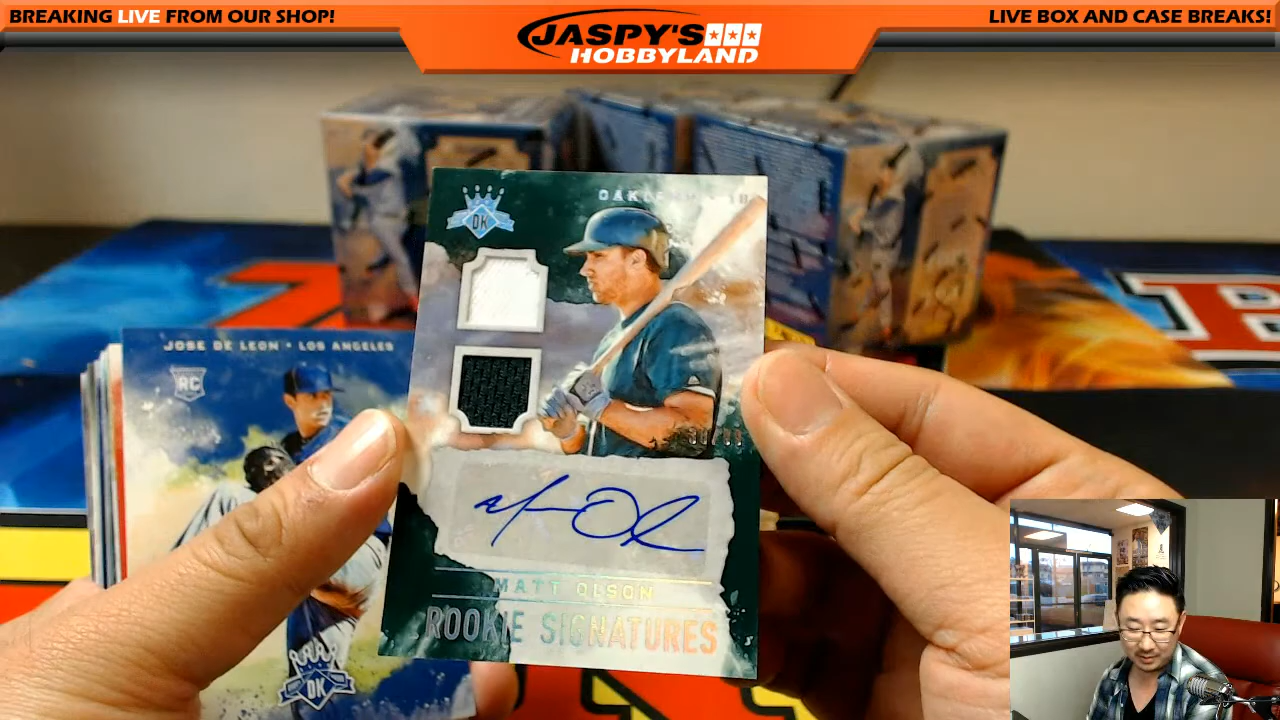 BREAKING LIVE FROM OUR SHOP!
JASPY'S
HOBBYLAND
LIVE BOX AND CASE BREAKS!
DK
JOSE DE LEON • LOS ANGELES
RC
MATT OLSON
ROOKIE SIGNATURES
DK